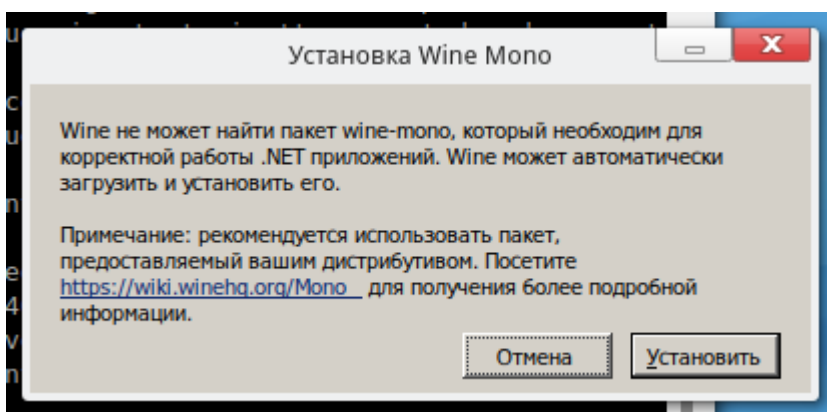 Установка Wine Mono
Wine не может найти пакет wine-mono, который необходим для
корректной работы .NET приложений. Wine может автоматически
загрузить и установить его.
Примечание: рекомендуется использовать пакет,
предоставляемый вашим дистрибутивом. Посетите
https://wiki.winehq.org/Mono для получения более подробной
информации.
Отмена
Установить